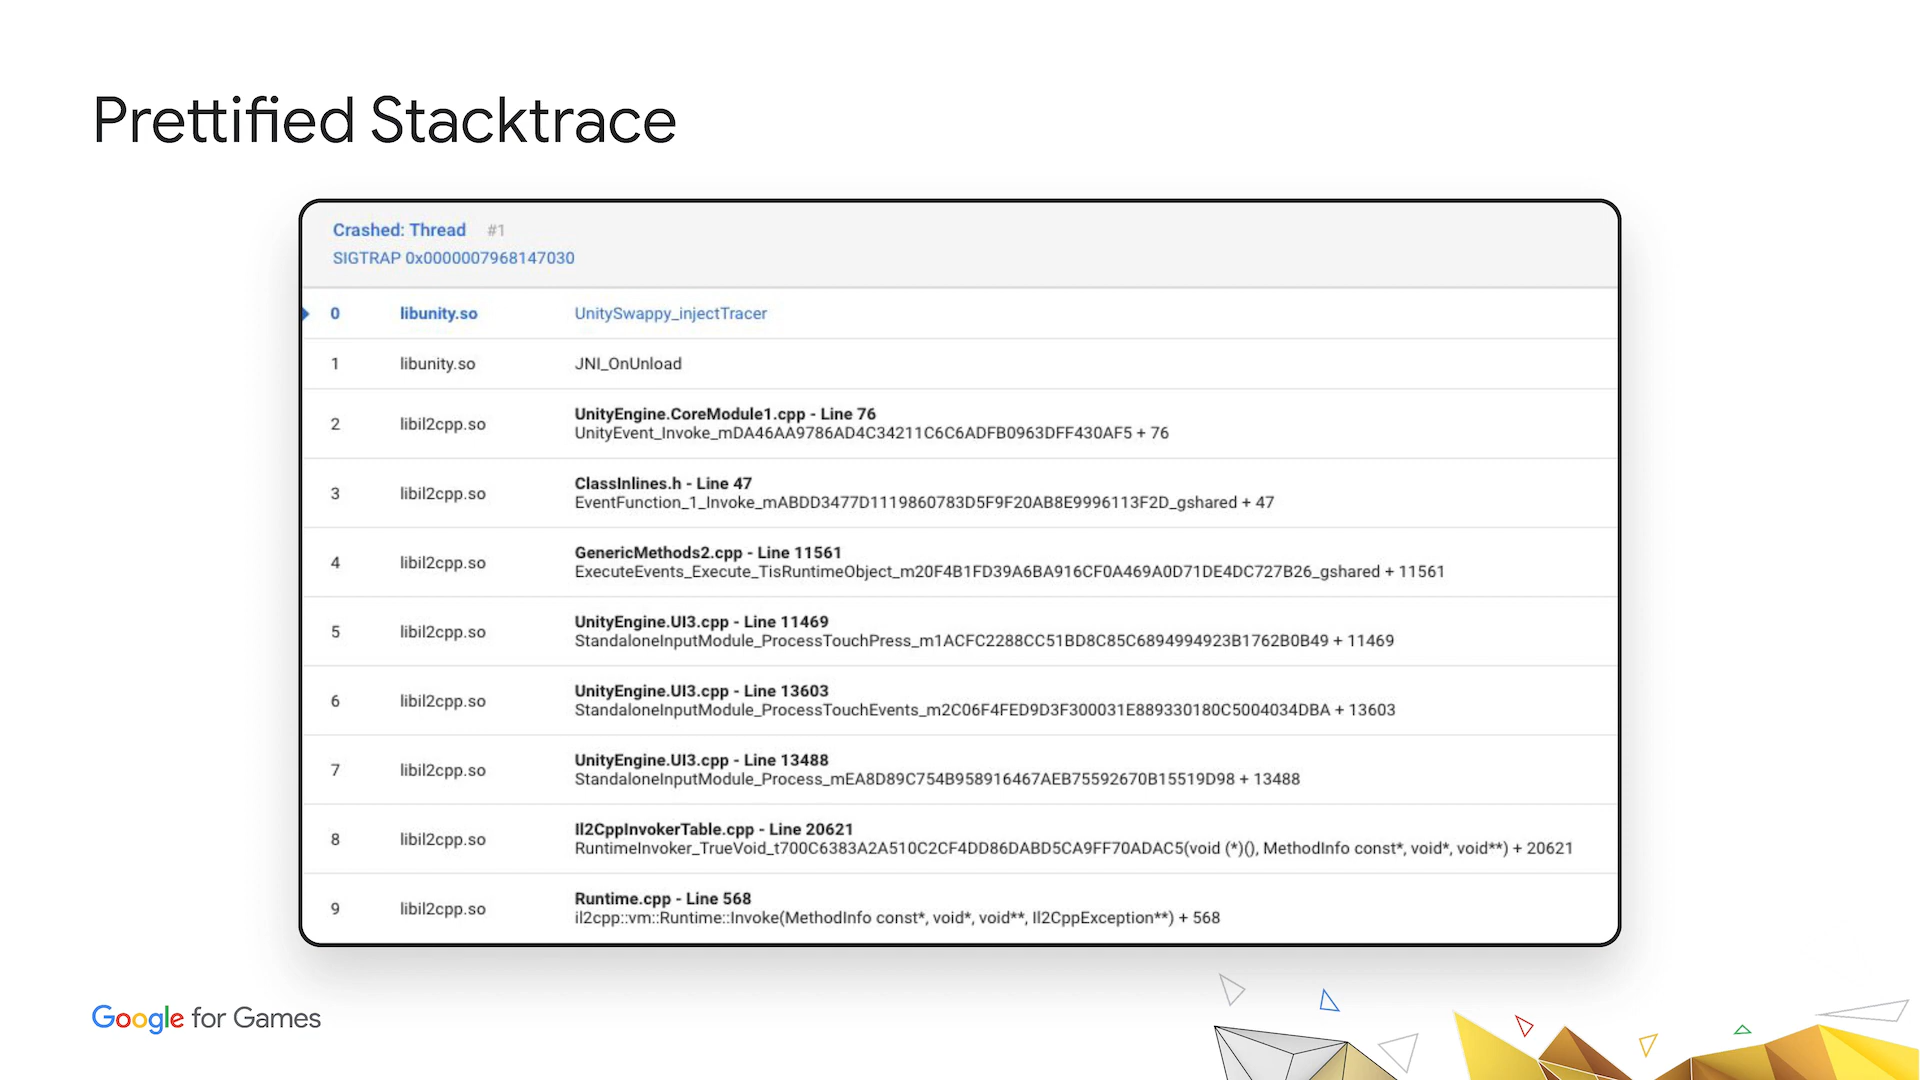 Prettified Stacktrace
Crashed: Thread #1
SIGTRAP 0x0000007968147030
0 libunity.so UnitySwappy_injectTracer
1 libunity.so JNI_OnUnload
2 libil2cpp.so UnityEngine.CoreModule1.cpp - Line 76
UnityEvent_Invoke_mDA46AA9786AD4C34211C6C6ADFB0963DFF430AF5 + 76
3 libil2cpp.so ClassInlines.h - Line 47
EventFunction_1_Invoke_mABDD3477D1119860783D5F9F20AB8E9996113F2D_gshared + 47
4 libil2cpp.so GenericMethods2.cpp - Line 11561
ExecuteEvents_Execute_TisRuntimeObject_m20F4B1FD39A6BA916CF0A469A0D71DE4DC727B26_gshared + 11561
5 libil2cpp.so UnityEngine.UI3.cpp - Line 11469
StandaloneInputModule_ProcessTouchPress_m1ACFC2288CC51BD8C85C6894994923B1762B0B49 + 11469
6 libil2cpp.so UnityEngine.UI3.cpp - Line 13603
StandaloneInputModule_ProcessTouchEvents_m2C06F4FED9D3F300031E889330180C5004034DBA + 13603
7 libil2cpp.so UnityEngine.UI3.cpp - Line 13488
StandaloneInputModule_Process_mEA8D89C754B958916467AEB75592670B15519D98 + 13488
8 libil2cpp.so Il2CppInvokerTable.cpp - Line 20621
RuntimeInvoker_TrueVoid_t700C6383A2A510C2CF4DD86DABD5CA9FF70ADAC5(void (*)(), MethodInfo const*, void*, void**) + 20621
9 libil2cpp.so Runtime.cpp - Line 568
il2cpp::vm::Runtime::Invoke(MethodInfo const*, void*, void**, Il2CppException**) + 568
Google for Games